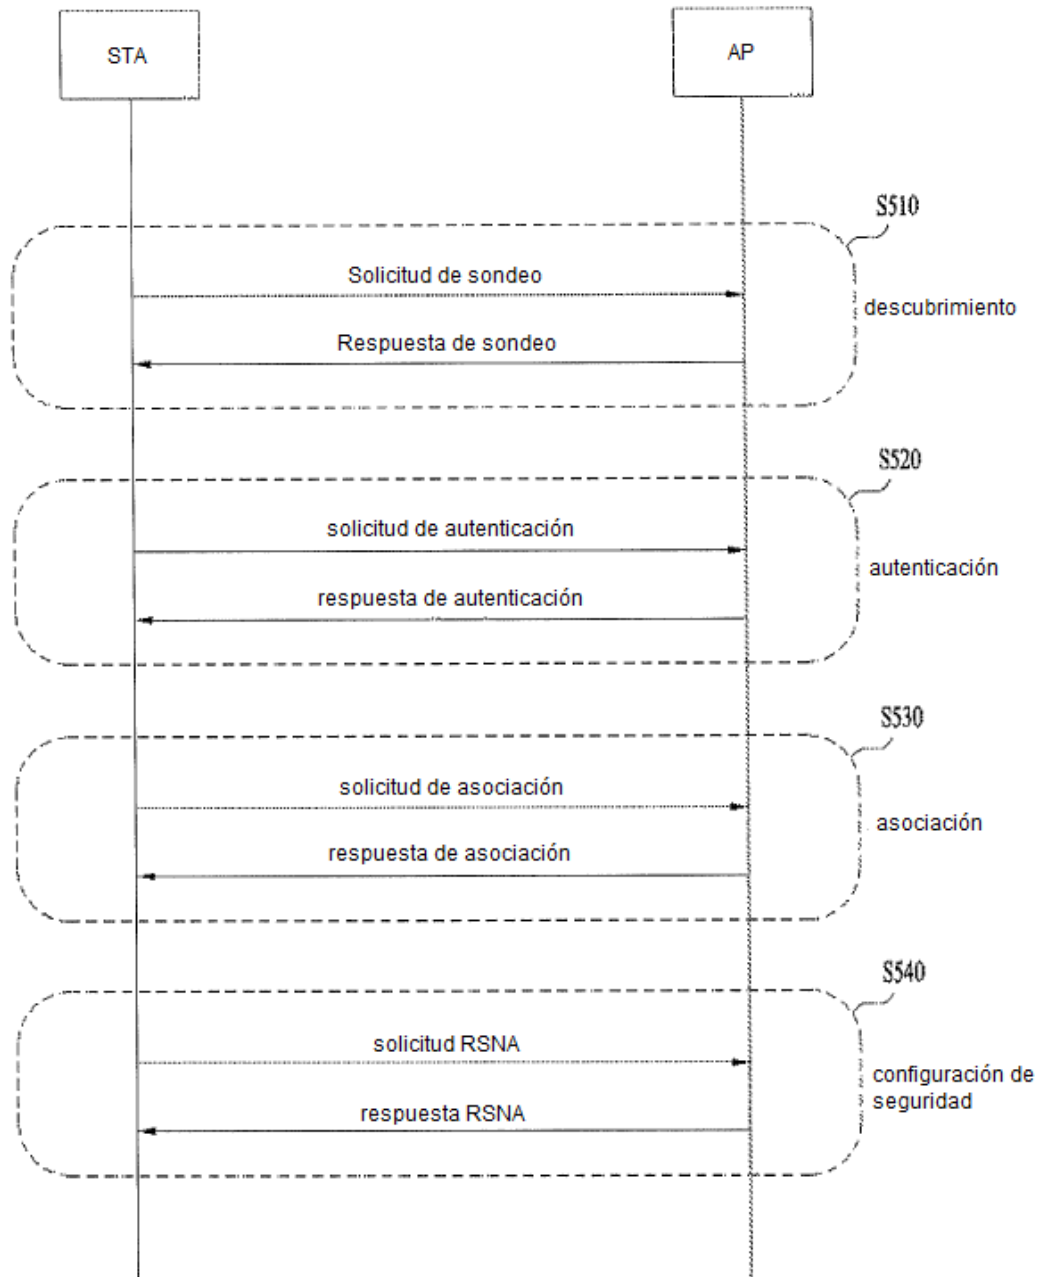 STA
AP
S510
Solicitud de sondeo
descubrimiento
Respuesta de sondeo
S520
solicitud de autenticación
autenticación
respuesta de autenticación
S530
solicitud de asociación
asociación
respuesta de asociación
S540
solicitud RSNA
configuración de
seguridad
respuesta RSNA